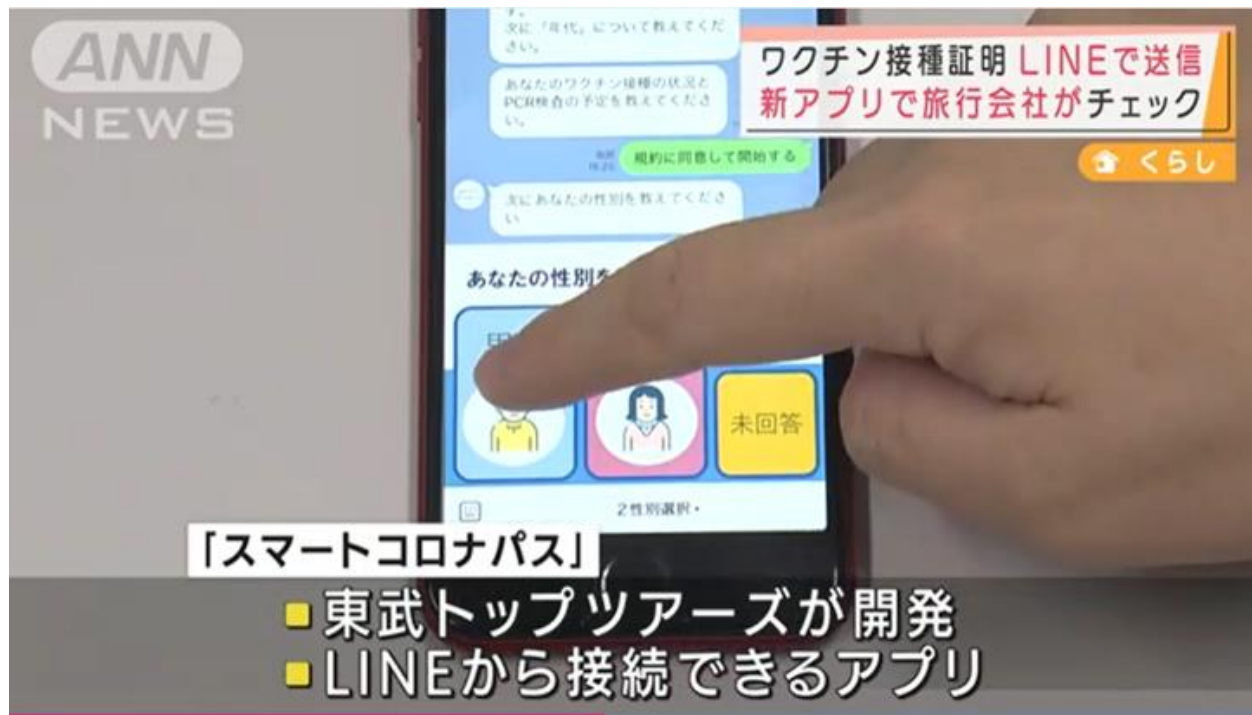 ANN
NEWS
ワクチン接種証明 LINEで送信
新アプリで旅行会社がチェック
くらし
次に「年代」について教えてくだ
さい。
あなたのワクチン接種の状況と
PCR検査の予定を教えてくださ
い。
規約に同意して開始する
次にあなたの性別を教えてくださ
い
あなたの性別を
未回答
2性別選択
「スマートコロナパス」
東武トップツアーズが開発
LINEから接続できるアプリ